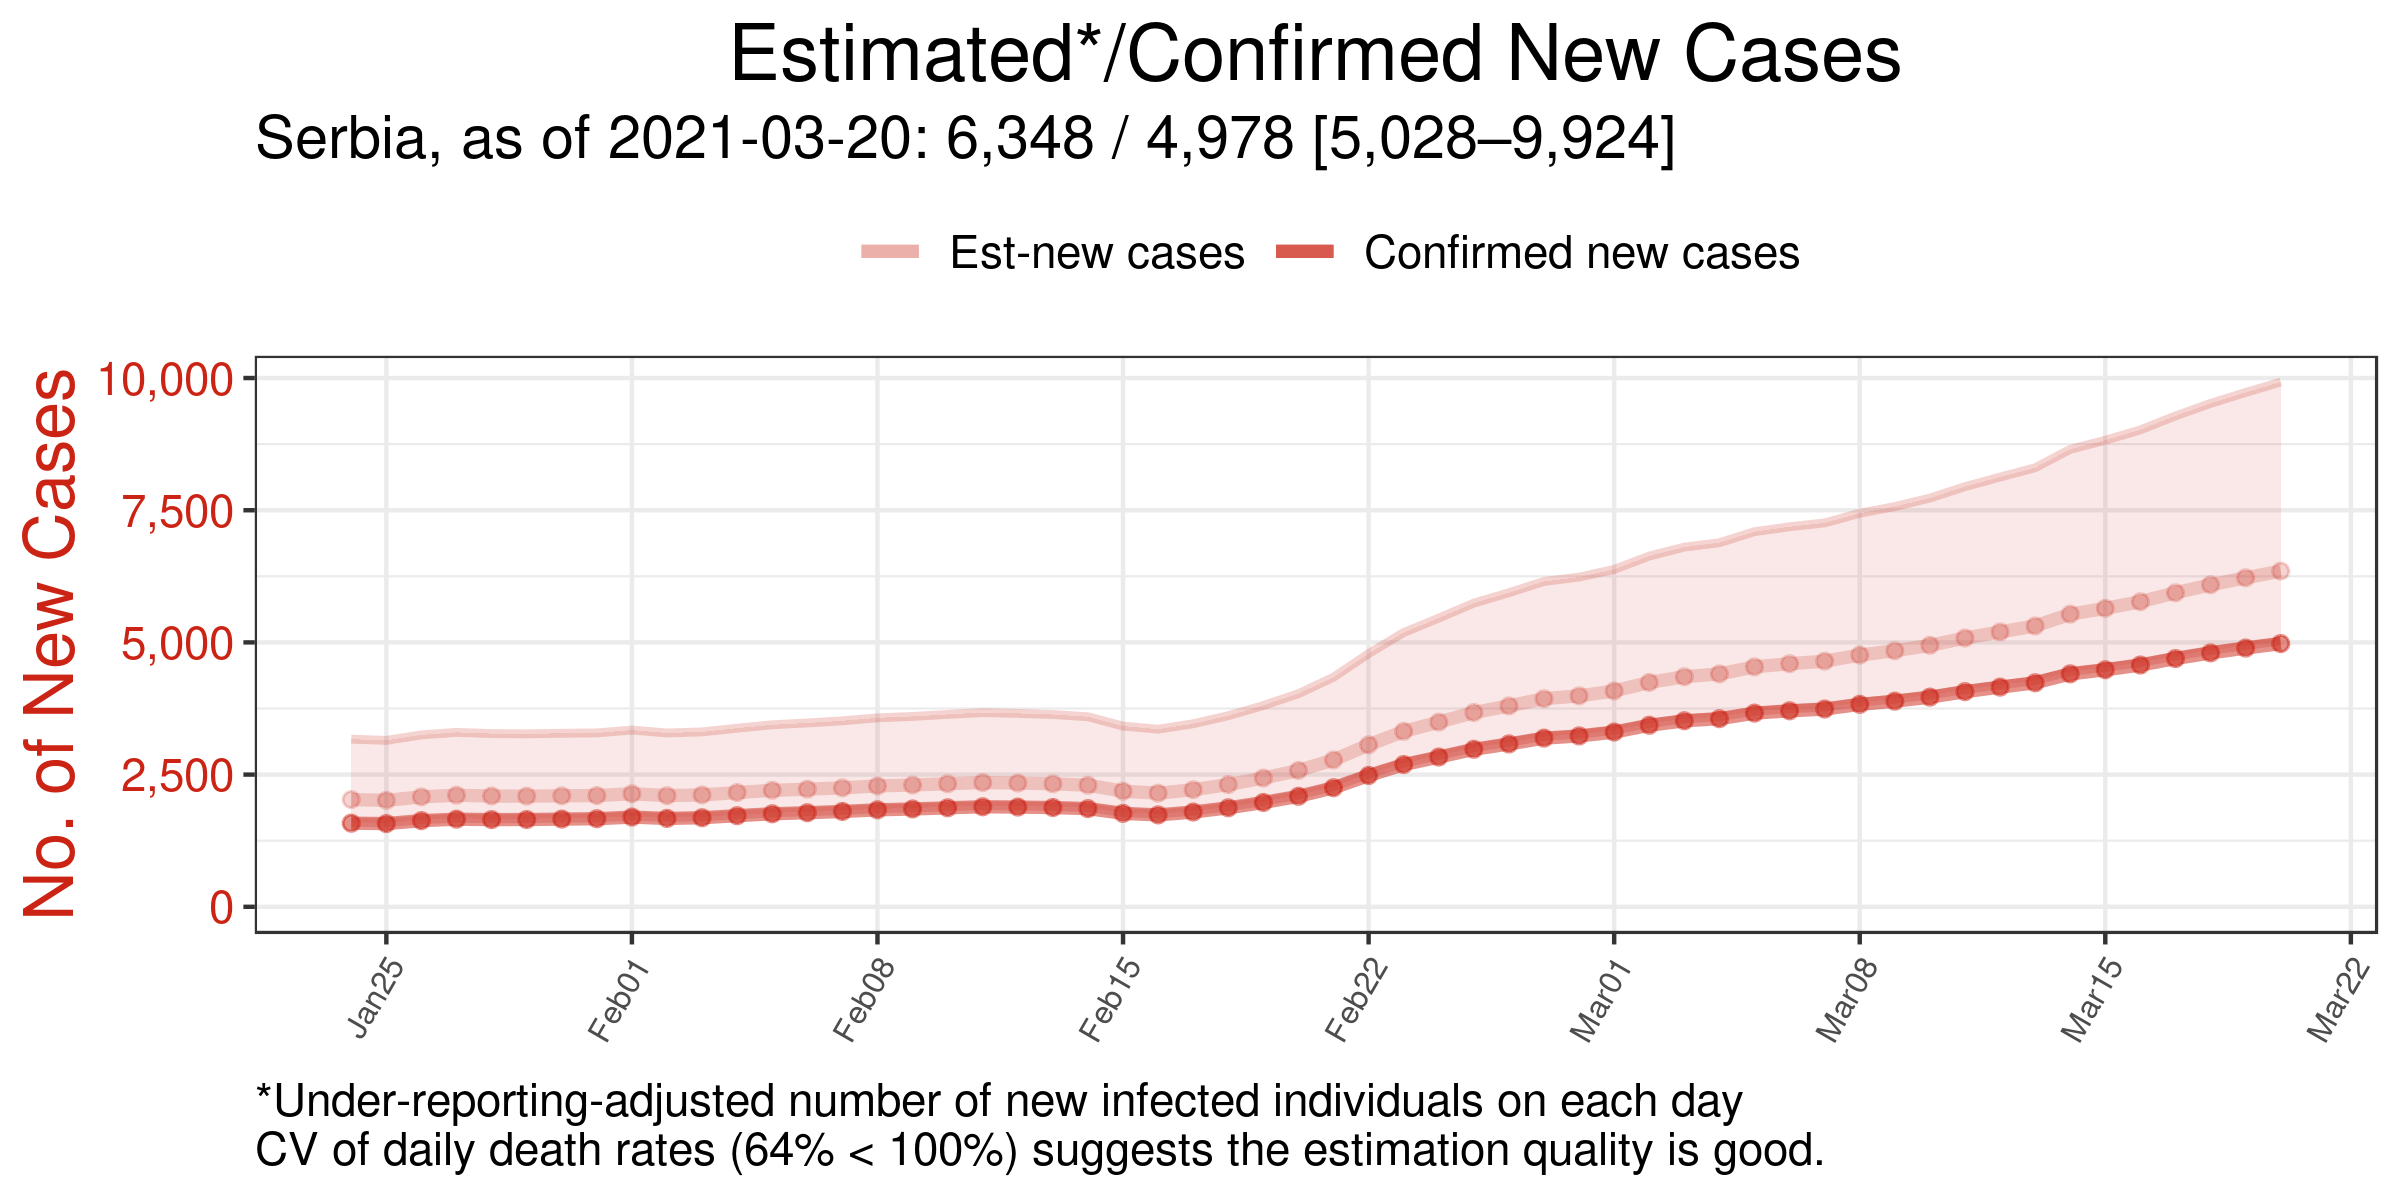 Estimated*/Confirmed New Cases
Serbia, as of 2021-03-20: 6,348 / 4,978 [5,028–9,924]
Est-new cases
Confirmed new cases
No. of New Cases
10,000
7,500
5,000
2,500
0
Jan25
Feb01
Feb08
Feb15
Feb22
Mar01
Mar08
Mar15
Mar22
*Under-reporting-adjusted number of new infected individuals on each day
CV of daily death rates (64% < 100%) suggests the estimation quality is good.